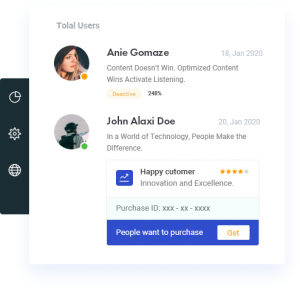 Tolal Users
Anie Gomaze 18, Jan 2020
Content Doesn't Win. Optimized Content
Wins Activate Listening.
Deactive 248%
John Alaxi Doe 20, Jan 2020
In a World of Technology, People Make the
Difference.
Happy cutomer
Innovation and Excellence.
Purchase ID: xxx - xx - xxxx
People want to purchase Get